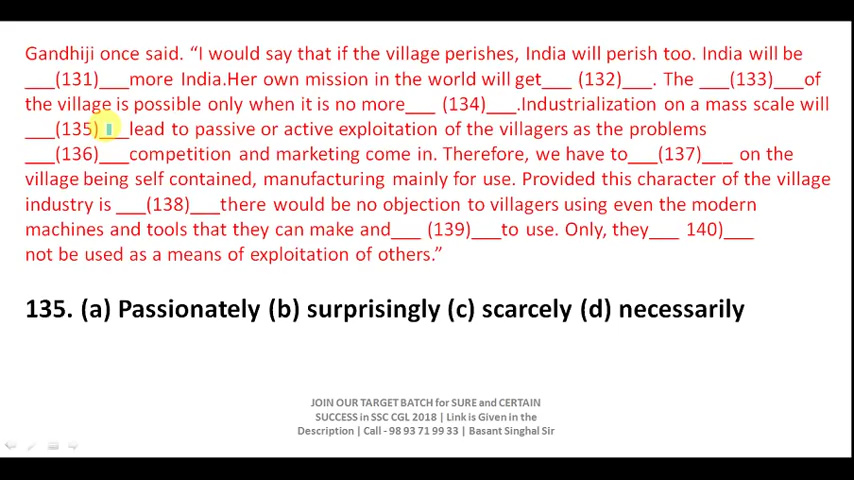 Gandhiji once said. “I would say that if the village perishes, India will perish too. India will be
___(131)___more India.Her own mission in the world will get___ (132)___. The ___(133)___of
the village is possible only when it is no more___ (134)___.Industrialization on a mass scale will
___(135)___lead to passive or active exploitation of the villagers as the problems
___(136)___competition and marketing come in. Therefore, we have to___(137)___ on the
village being self contained, manufacturing mainly for use. Provided this character of the village
industry is ___(138)___there would be no objection to villagers using even the modern
machines and tools that they can make and___ (139)___to use. Only, they___ 140)___
not be used as a means of exploitation of others.”
135. (a) Passionately (b) surprisingly (c) scarcely (d) necessarily
JOIN OUR TARGET BATCH for SURE and CERTAIN
SUCCESS in SSC CGL 2018 | Link is Given in the
Description | Call - 98 93 71 99 33 | Basant Singhal Sir